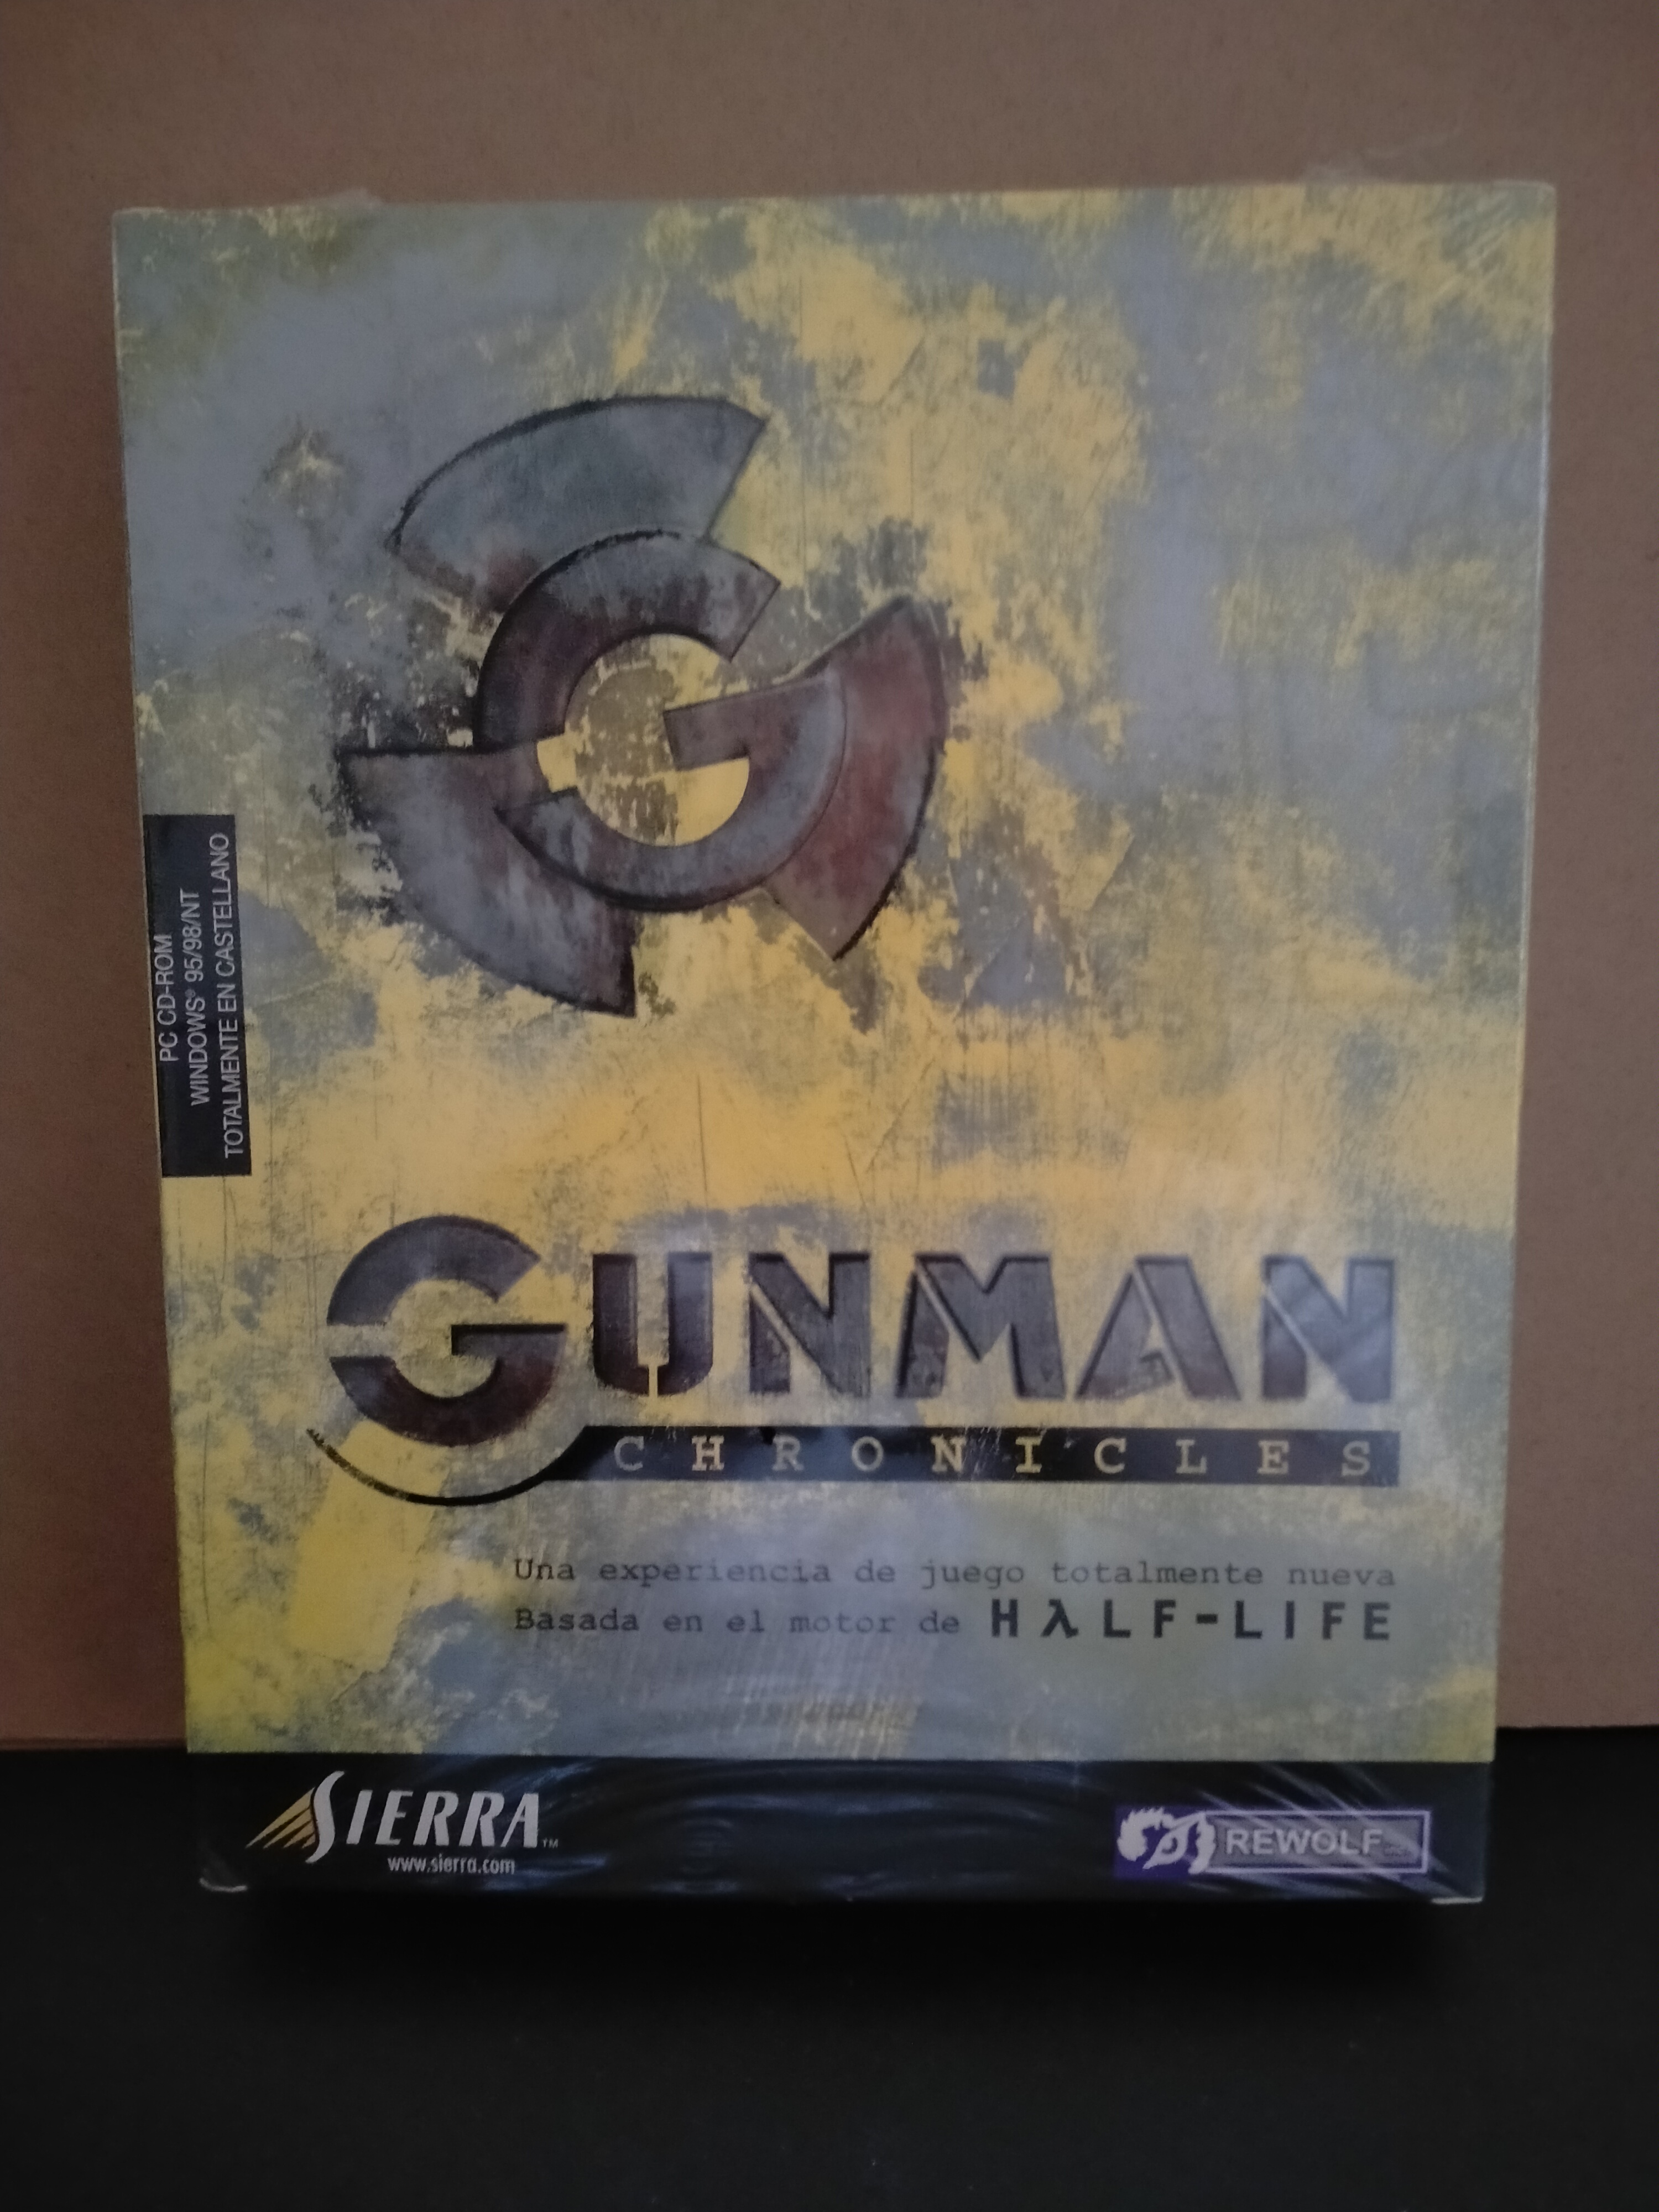 PC CD-ROM
WINDOWS® 95/98/NT
TOTALMENTE EN CASTELLANO
GUNMAN
CHRONICLES
Una experiencia de juego totalmente nueva
Basada en el motor de HλLF-LIFE
SIERRA™
www.sierra.com
REWOLF